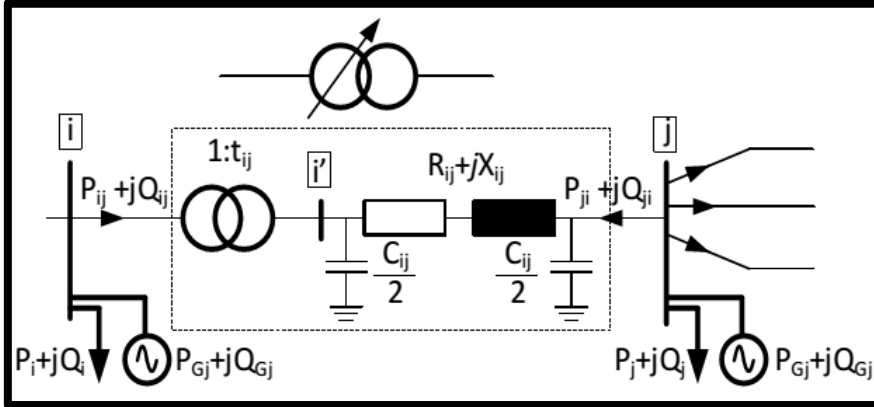 i
j
1:t_ij
i'
R_ij+jX_ij
P_ij +jQ_ij
P_ji +jQ_ji
C_ij
2
C_ij
2
P_i+jQ_i
P_Gj+jQ_Gj
P_j+jQ_j
P_Gj+jQ_Gj